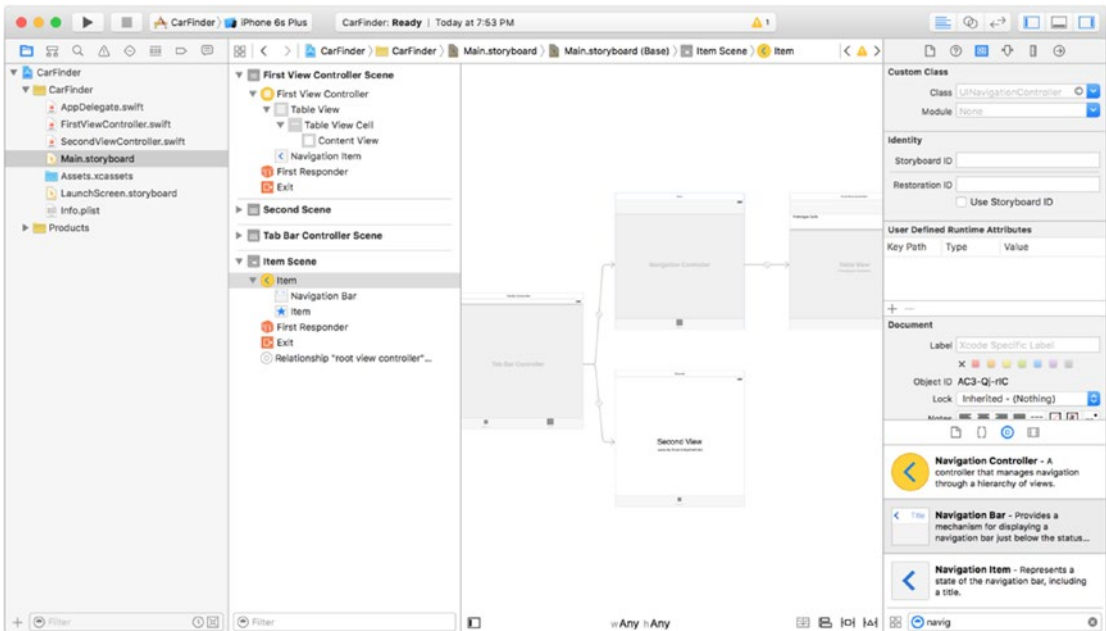 CarFinder
iPhone 6s Plus
CarFinder: Ready | Today at 7:53 PM
1
CarFinder
CarFinder
Main.storyboard
Main.storyboard (Base)
Item Scene
Item
CarFinder
CarFinder
AppDelegate.swift
FirstViewController.swift
SecondViewController.swift
Main.storyboard
Assets.xcassets
LaunchScreen.storyboard
Info.plist
Products
Filter
First View Controller Scene
First View Controller
Table View
Table View Cell
Content View
Navigation Item
First Responder
Exit
Second Scene
Tab Bar Controller Scene
Item Scene
Item
Navigation Bar
Item
First Responder
Exit
Relationship "root view controller"...
Filter
Tab Bar Controller
Navigation Controller
Prototype Cells
Table View
Second View
wAny hAny
Custom Class
Class UINavigationController
Module None
Identity
Storyboard ID
Restoration ID
Use Storyboard ID
User Defined Runtime Attributes
Key Path Type Value
Document
Label Xcode Specific Label
Object ID AC3-Qj-rIC
Lock Inherited - (Nothing)
Notes
Navigation Controller - A
controller that manages navigation
through a hierarchy of views.
Title
Navigation Bar - Provides a
mechanism for displaying a
navigation bar just below the status...
Navigation Item - Represents a
state of the navigation bar, including
a title.
navig